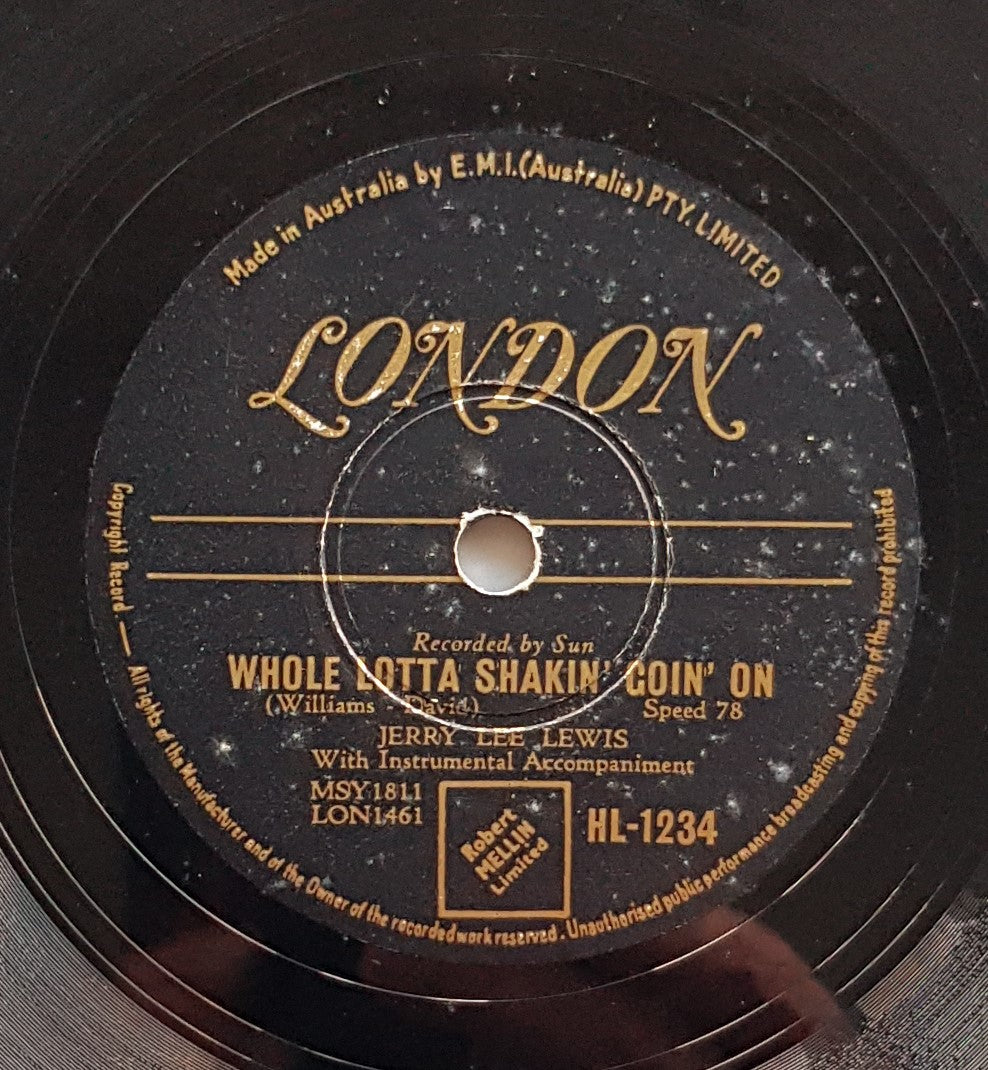 Made in Australia by E.M.I.(Australia) PTY. LIMITED
LONDON
Recorded by Sun
WHOLE LOTTA SHAKIN' GOIN' ON
(Williams - David)
Speed 78
JERRY LEE LEWIS
With Instrumental Accompaniment
MSY1811
LON1461
Robert
MELLIN
Limited
HL-1234
Copyright Record. — All rights of the Manufacturer and of the Owner of the recorded work reserved. Unauthorised public performance broadcasting and copying of this record prohibited